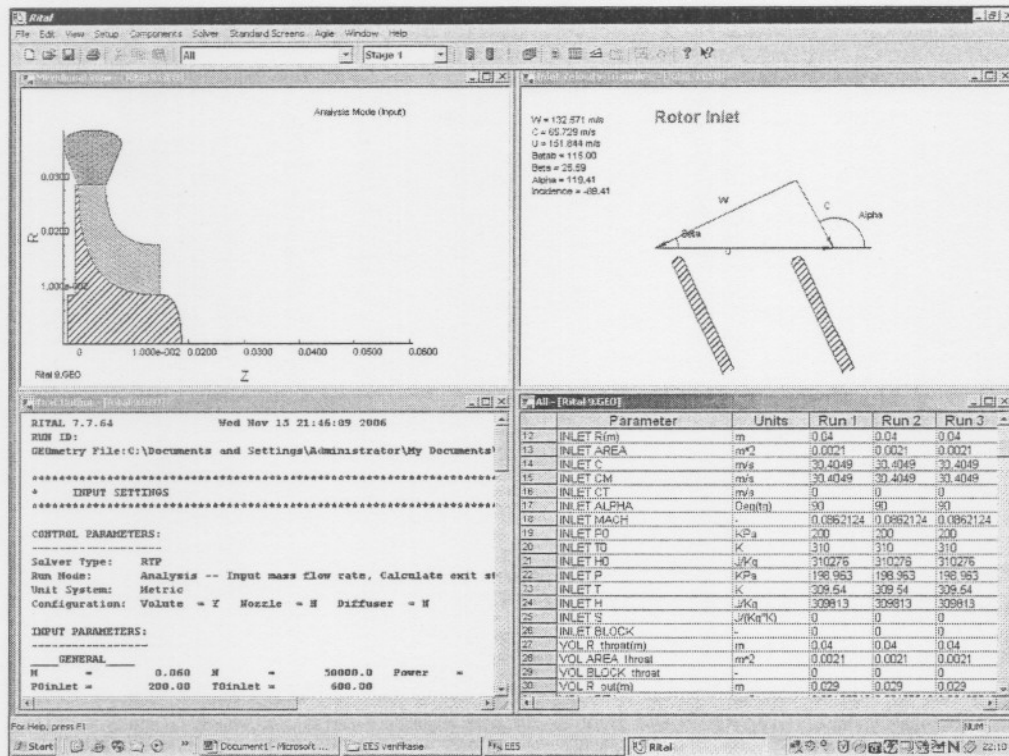 Rital
File Edit View Setup Components Solver Standard Screens Agile Window Help
All Stage 1
Analysis Mode (Input)
0.0300
0.0200
1.000e-002
R
0 1.000e-002 0.0200 0.0300 0.0400 0.0500 0.0600
Z
Rital 9.GEO
W = 132.571 m/s
C = 65.729 m/s
U = 151.844 m/s
Betab = 115.00
Beta = 25.59
Alpha = 119.41
Incidence = -89.41
Rotor Inlet
W
C
Alpha
Beta
U
RITAL 7.7.64 Wed Nov 15 21:46:09 2006
RUN ID:
GEOmetry File:C:\Documents and Settings\Administrator\My Documents\
* INPUT SETTINGS
CONTROL PARAMETERS:
Solver Type: RTP
Run Mode: Analysis -- Input mass flow rate, Calculate exit st
Unit System: Metric
Configuration: Volute = Y Nozzle = N Diffuser = N
INPUT PARAMETERS:
____GENERAL____
M = 0.060 N = 50000.0 Power =
P0inlet = 200.00 T0inlet = 600.00
All - [Rital 9.GEO]
Parameter Units Run 1 Run 2 Run 3
12 INLET R(m) m 0.04 0.04 0.04
13 INLET AREA m^2 0.0021 0.0021 0.0021
14 INLET C m/s 30.4049 30.4049 30.4049
15 INLET CM m/s 30.4049 30.4049 30.4049
16 INLET CT m/s 0 0 0
17 INLET ALPHA Deg(tg) 90 90 90
18 INLET MACH - 0.0862124 0.0862124 0.0862124
19 INLET P0 KPa 200 200 200
20 INLET T0 K 310 310 310
21 INLET H0 J/Kg 310276 310276 310276
22 INLET P KPa 198.963 198.963 198.963
23 INLET T K 309.54 309.54 309.54
24 INLET H J/Kg 309813 309813 309813
25 INLET S J/(Kg*K) 0 0 0
26 INLET BLOCK - 0 0 0
27 VOL R_throat(m) m 0.04 0.04 0.04
28 VOL AREA_throat m^2 0.0021 0.0021 0.0021
29 VOL BLOCK_throat - 0 0 0
30 VOL R_out(m) m 0.029 0.029 0.029
For Help, press F1
NUM
Start Document1 - Microsoft ... EES verifikasie EES Rital 22:10